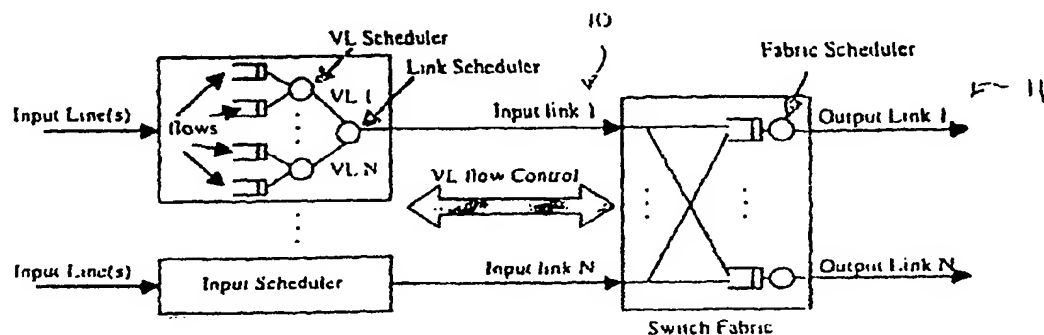 10
VL Scheduler
Link Scheduler
Fabric Scheduler
11
Input Line(s)
flows
VL 1
VL N
Input link 1
Output Link 1
VL flow Control
Input Line(s)
Input Scheduler
Input link N
Output Link N
Switch Fabric